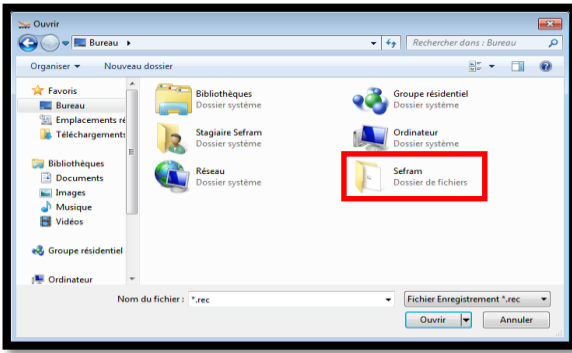 Ouvrir
Bureau
Rechercher dans : Bureau
Organiser
Nouveau dossier
Favoris
Bureau
Emplacements ré
Téléchargements
Bibliothèques
Documents
Images
Musique
Vidéos
Groupe résidentiel
Ordinateur
Bibliothèques
Dossier système
Groupe résidentiel
Dossier système
Stagiaire Sefram
Dossier système
Ordinateur
Dossier système
Réseau
Dossier système
Sefram
Dossier de fichiers
Nom du fichier : *.rec
Fichier Enregistrement *.rec
Ouvrir
Annuler